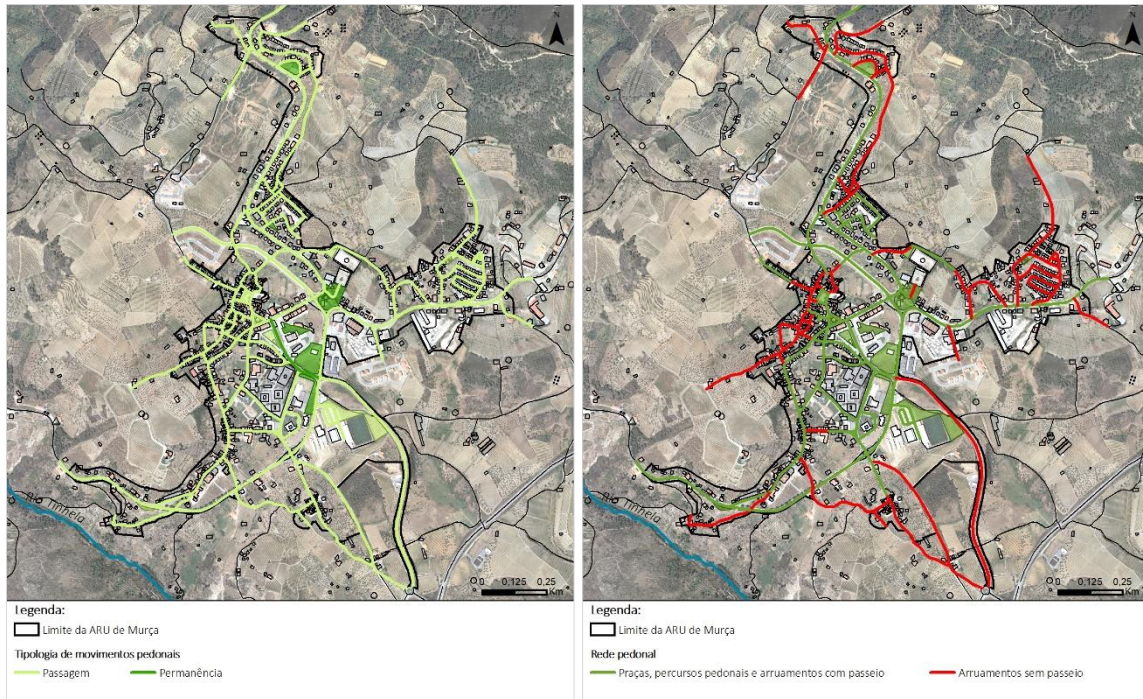 Rio Tinhela
0 0,125 0,25
Km
Legenda:
Limite da ARU de Murça
Tipologia de movimentos pedonais
Passagem Permanência
Rio Tinhela
0 0,125 0,25
Km
Legenda:
Limite da ARU de Murça
Rede pedonal
Praças, percursos pedonais e arruamentos com passeio Arruamentos sem passeio